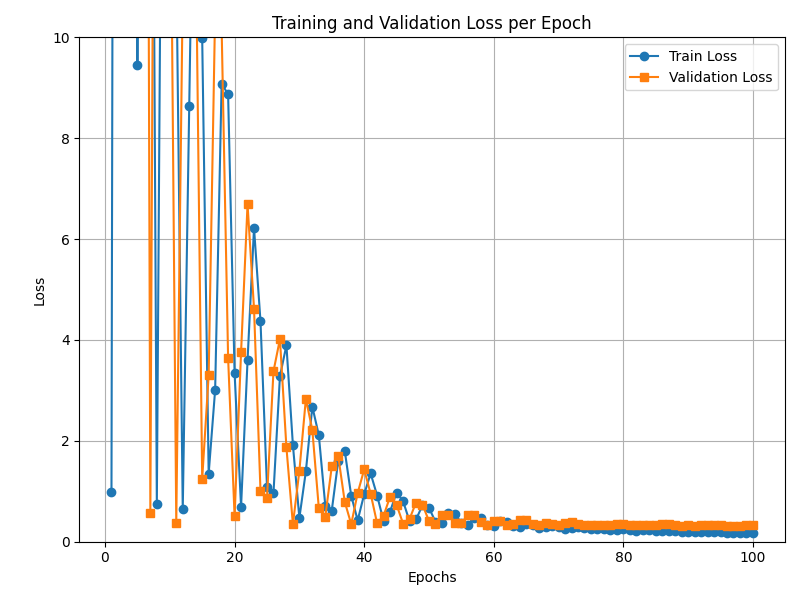 Training and Validation Loss per Epoch
Train Loss
Validation Loss
Loss
10
8
6
4
2
0
0 20 40 60 80 100
Epochs